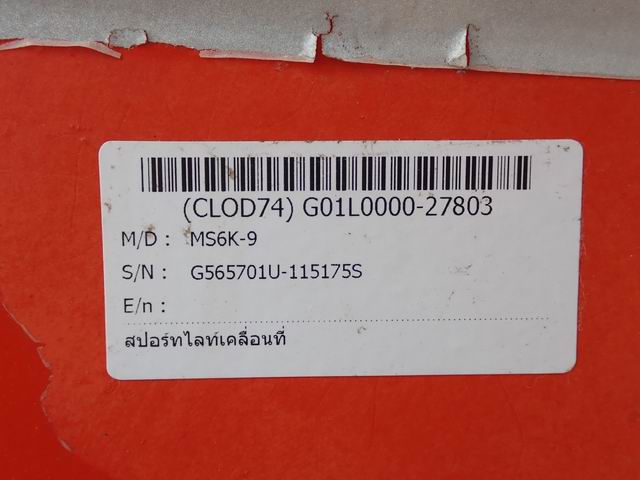 (CLOD74) G01L0000-27803
M/D : MS6K-9
S/N : G565701U-115175S
E/n :
สปอร์ทไลท์เคลื่อนที่